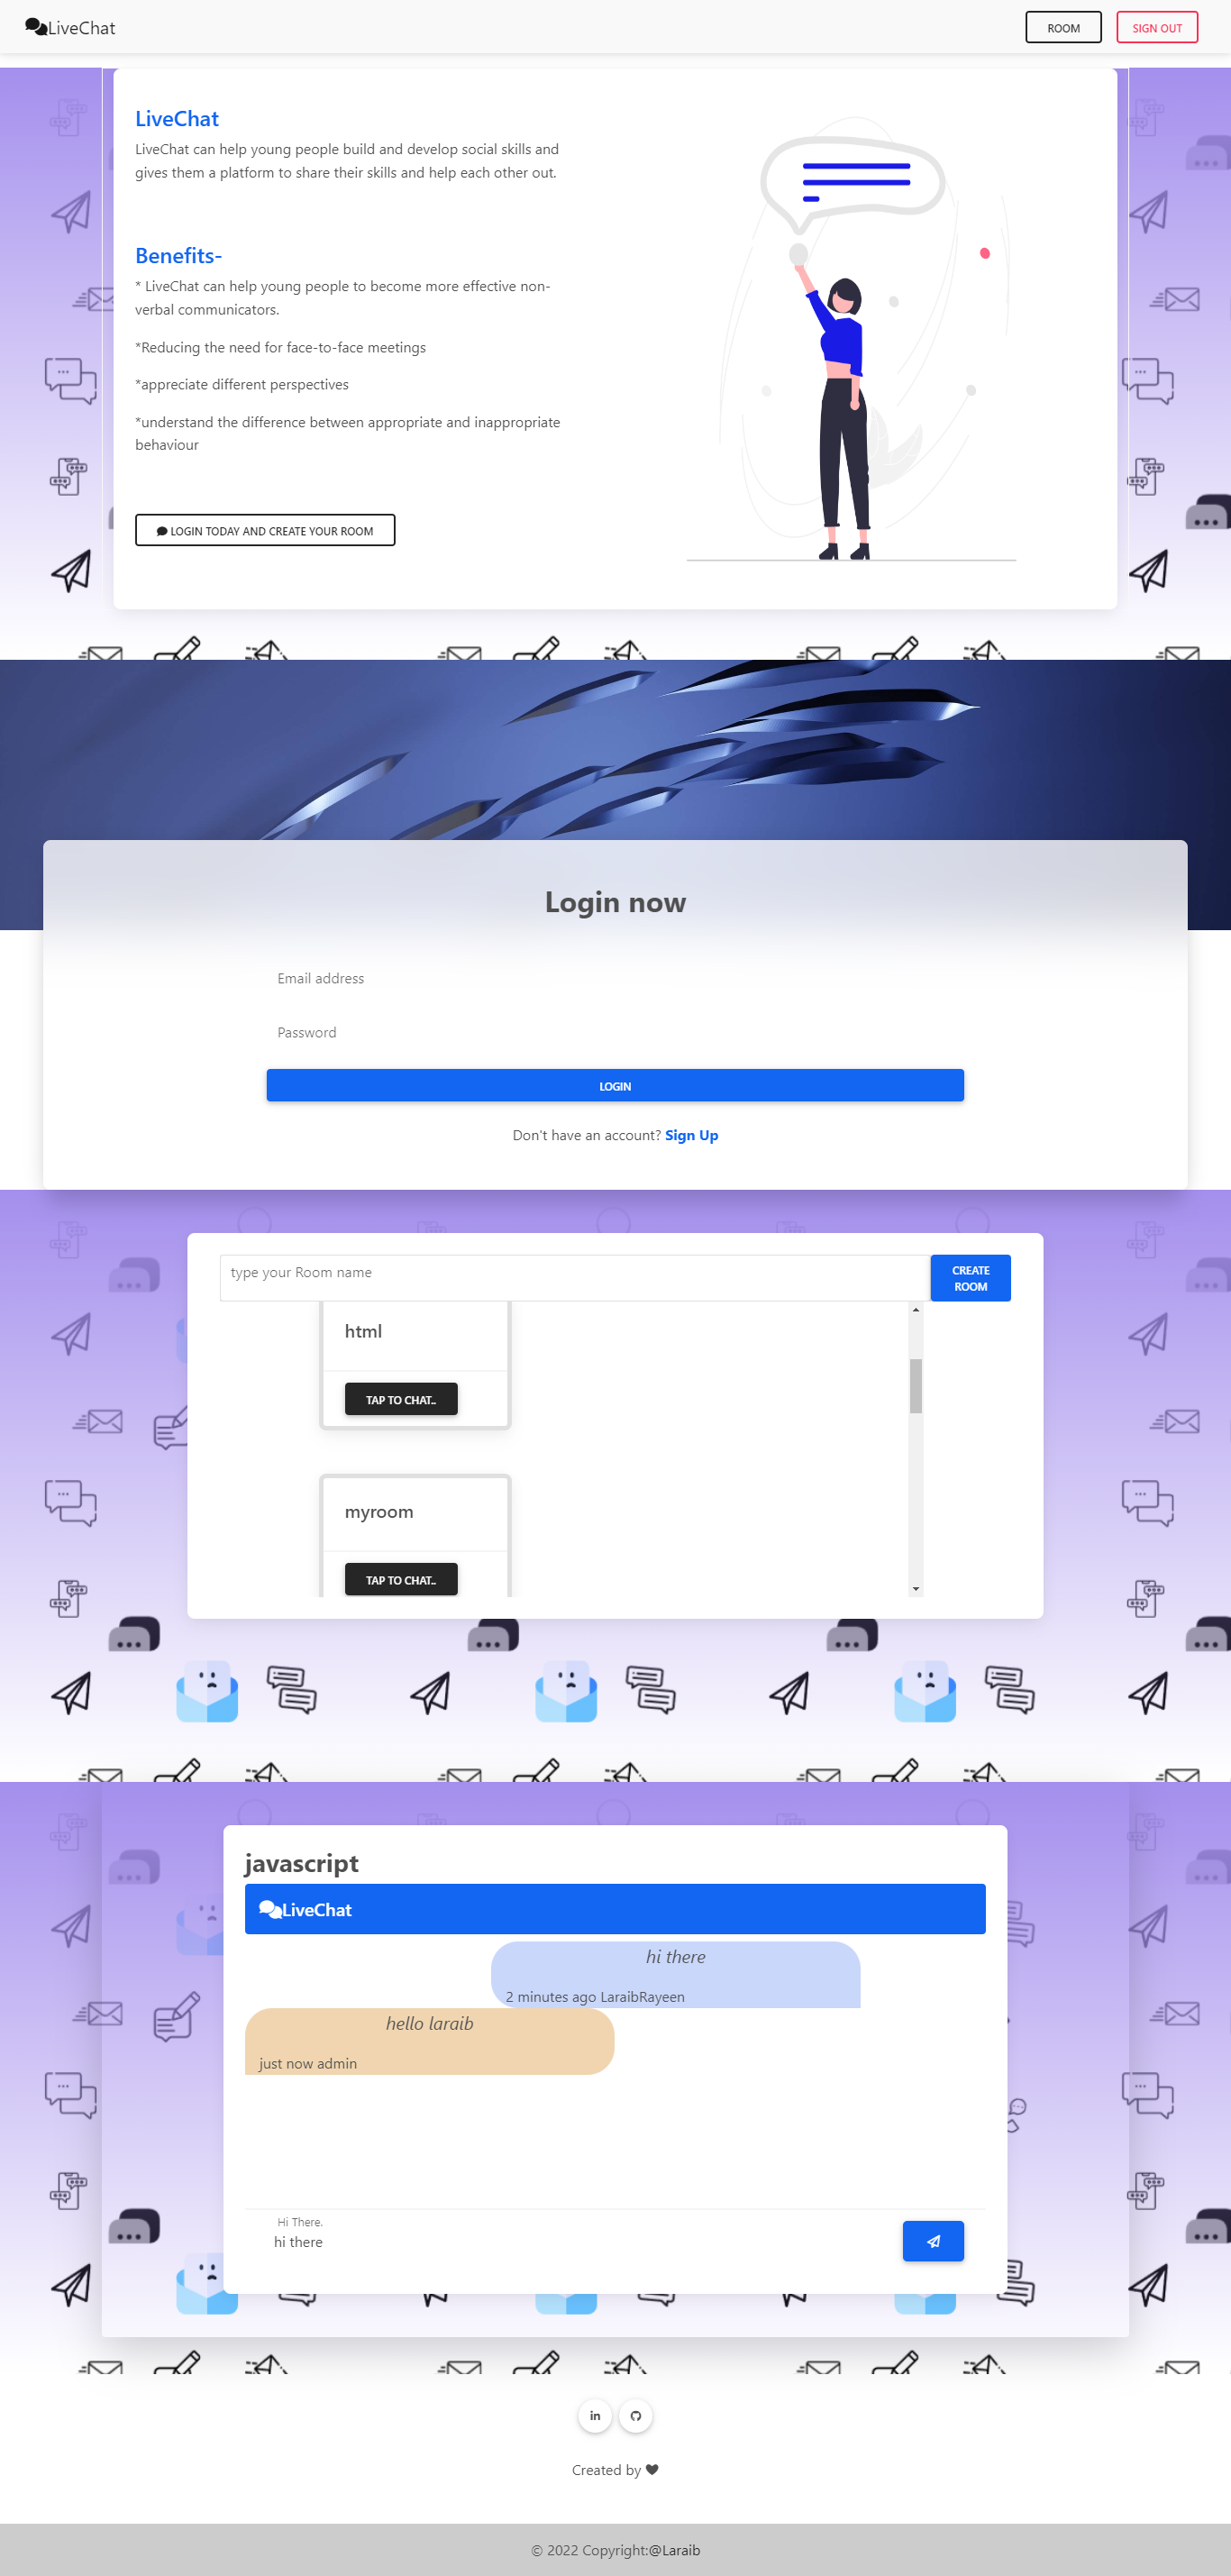 LiveChat
ROOM
SIGN OUT
LiveChat
LiveChat can help young people build and develop social skills and
gives them a platform to share their skills and help each other out.
Benefits-
* LiveChat can help young people to become more effective non-
verbal communicators.
*Reducing the need for face-to-face meetings
*appreciate different perspectives
*understand the difference between appropriate and inappropriate
behaviour
LOGIN TODAY AND CREATE YOUR ROOM
Login now
Email address
Password
LOGIN
Don't have an account? Sign Up
type your Room name
CREATE
ROOM
html
TAP TO CHAT..
myroom
TAP TO CHAT..
javascript
LiveChat
hi there
2 minutes ago LaraibRayeen
hello laraib
just now admin
Hi There.
hi there
in
Created by
© 2022 Copyright:@Laraib